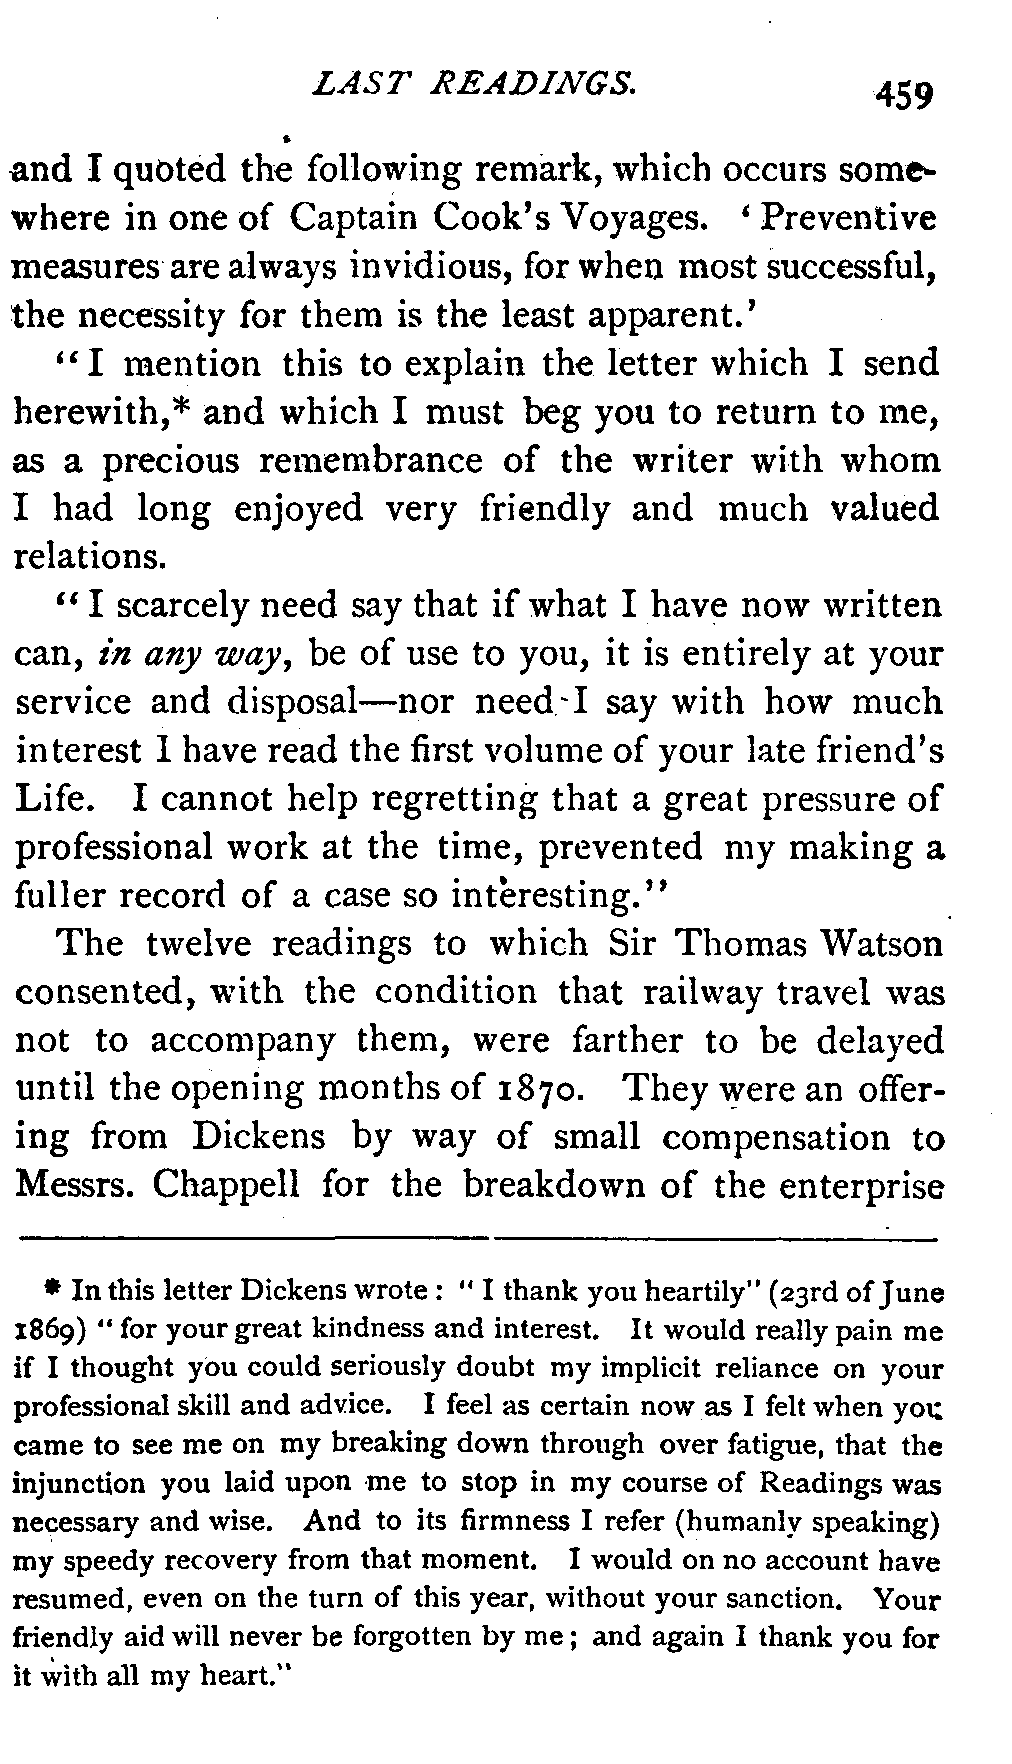 LAST READINGS. 459
and I quoted the following remark, which occurs some-
where in one of Captain Cook's Voyages. ‘Preventive
measures are always invidious, for when most successful,
the necessity for them is the least apparent.’
“I mention this to explain the letter which I send
herewith,* and which I must beg you to return to me,
as a precious remembrance of the writer with whom
I had long enjoyed very friendly and much valued
relations.
“I scarcely need say that if what I have now written
can, in any way, be of use to you, it is entirely at your
service and disposal—nor need I say with how much
interest I have read the first volume of your late friend's
Life. I cannot help regretting that a great pressure of
professional work at the time, prevented my making a
fuller record of a case so interesting.”
The twelve readings to which Sir Thomas Watson
consented, with the condition that railway travel was
not to accompany them, were farther to be delayed
until the opening months of 1870. They were an offer-
ing from Dickens by way of small compensation to
Messrs. Chappell for the breakdown of the enterprise
* In this letter Dickens wrote: “I thank you heartily” (23rd of June
1869) “for your great kindness and interest. It would really pain me
if I thought you could seriously doubt my implicit reliance on your
professional skill and advice. I feel as certain now as I felt when you
came to see me on my breaking down through over fatigue, that the
injunction you laid upon me to stop in my course of Readings was
necessary and wise. And to its firmness I refer (humanly speaking)
my speedy recovery from that moment. I would on no account have
resumed, even on the turn of this year, without your sanction. Your
friendly aid will never be forgotten by me; and again I thank you for
it with all my heart.”